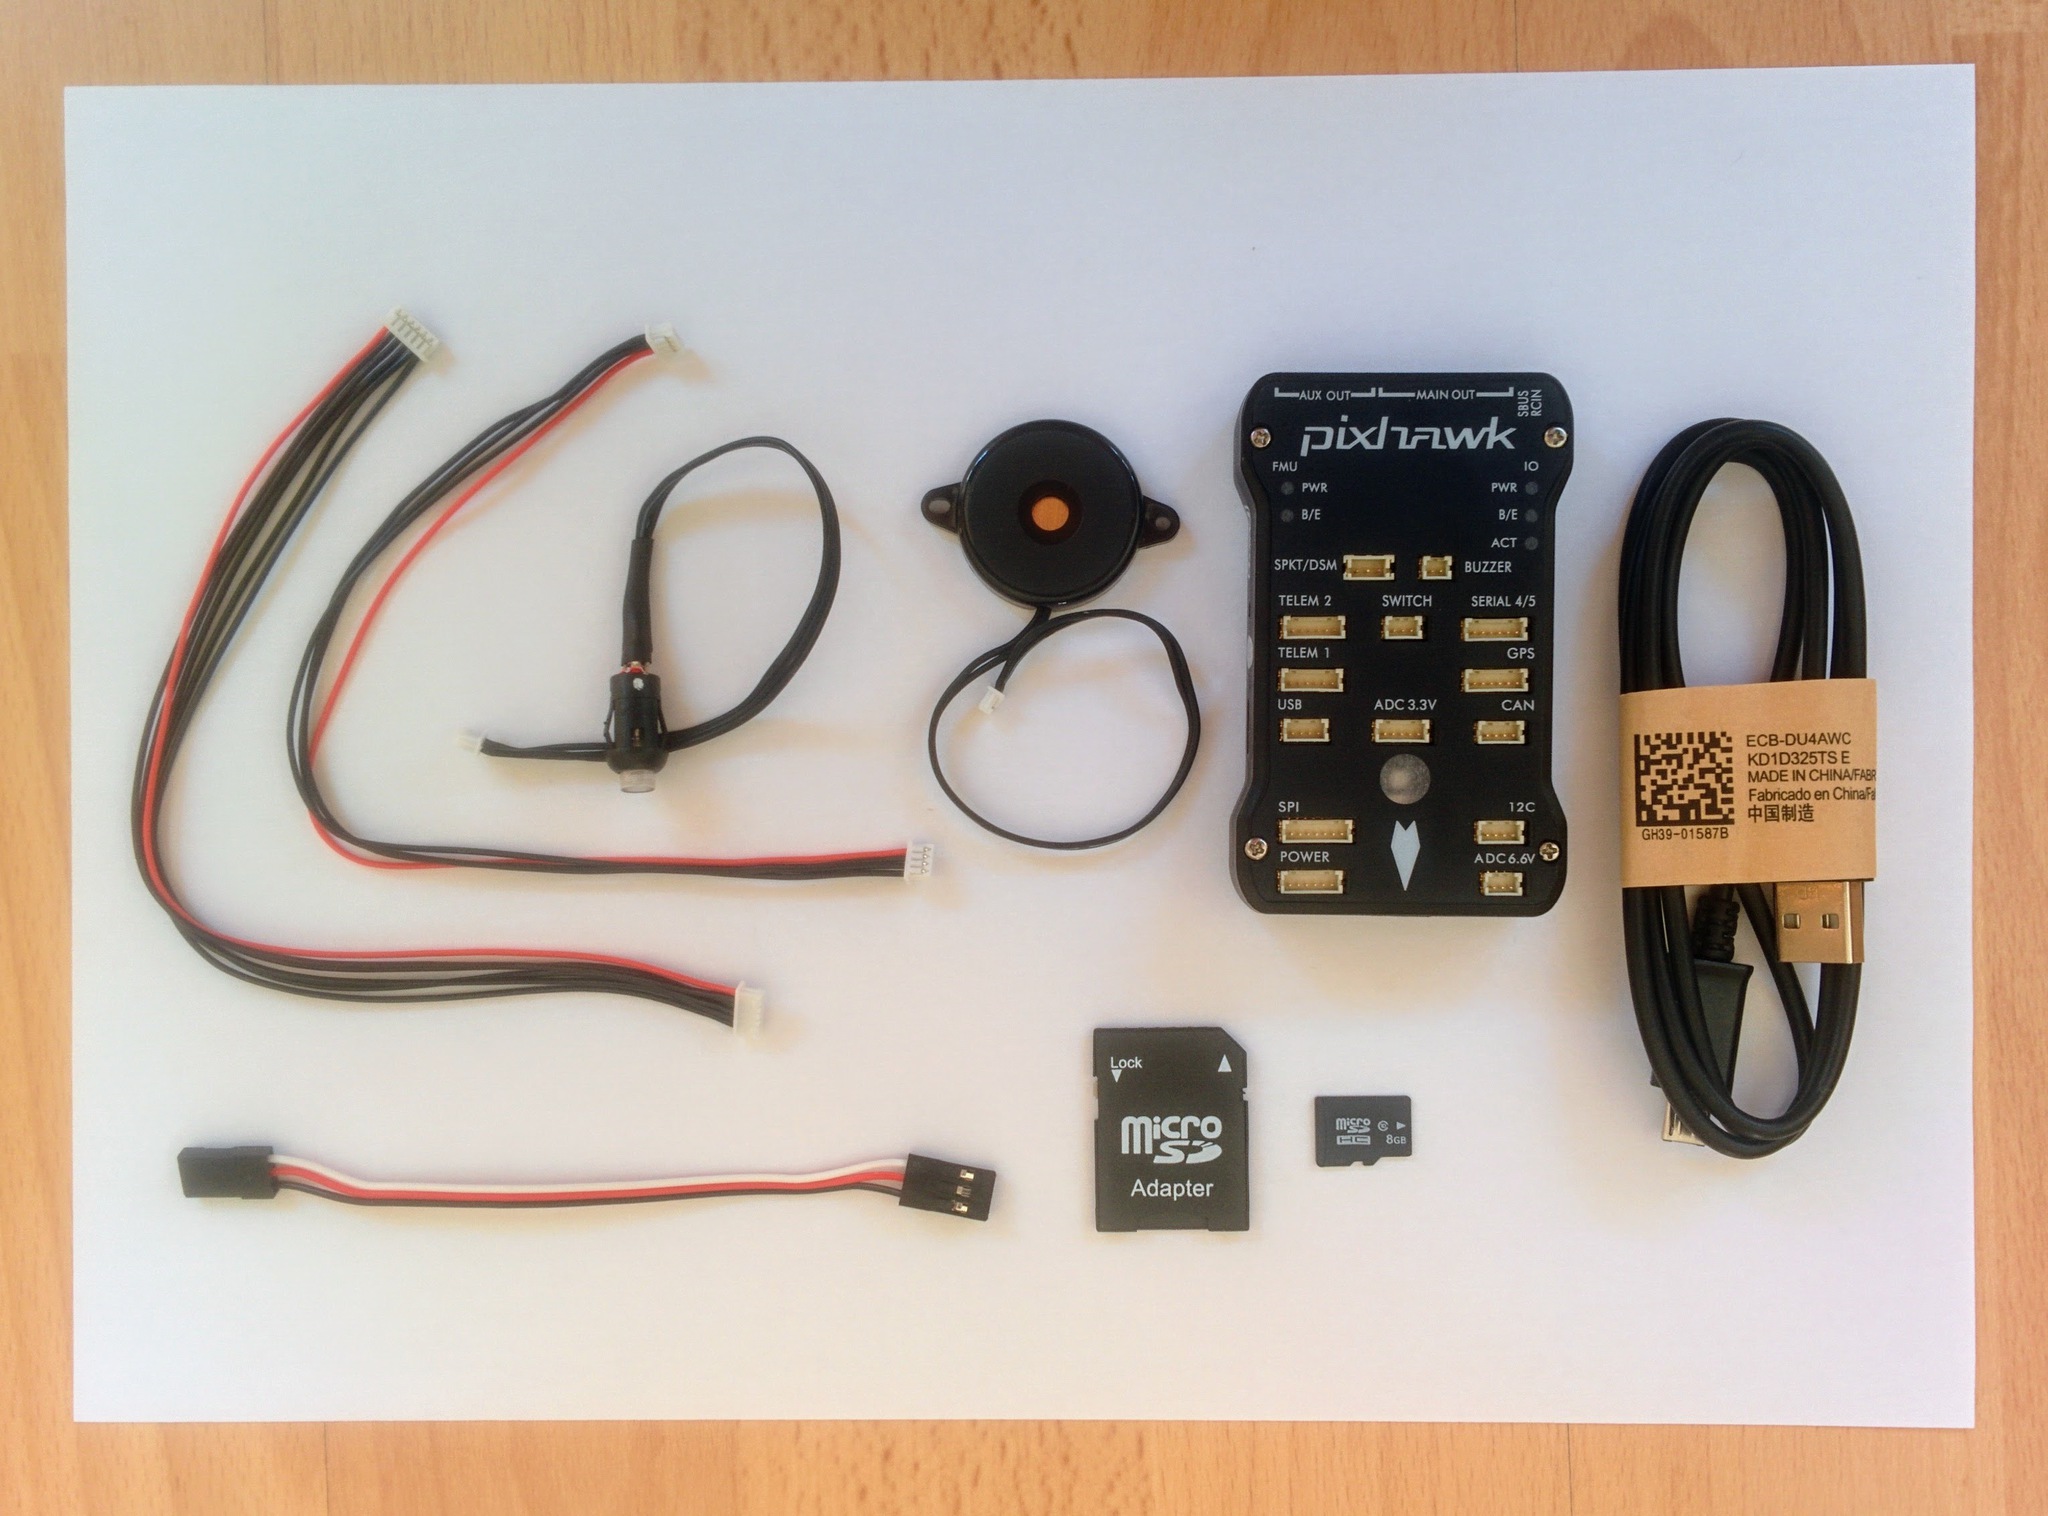 AUX OUT MAIN OUT SBUS
RCIN
pixhawk
FMU IO
PWR PWR
B/E B/E
ACT
SPKT/DSM BUZZER
TELEM 2 SWITCH SERIAL 4/5
TELEM 1 GPS
USB ADC 3.3V CAN
SPI 12C
POWER ADC 6.6V
ECB-DU4AWC
KD1D325TS E
MADE IN CHINA/FABR
Fabricado en China/Fa
中国制造
GH39-01587B
Lock
micro
SD
Adapter
micro
SD
HC
8GB